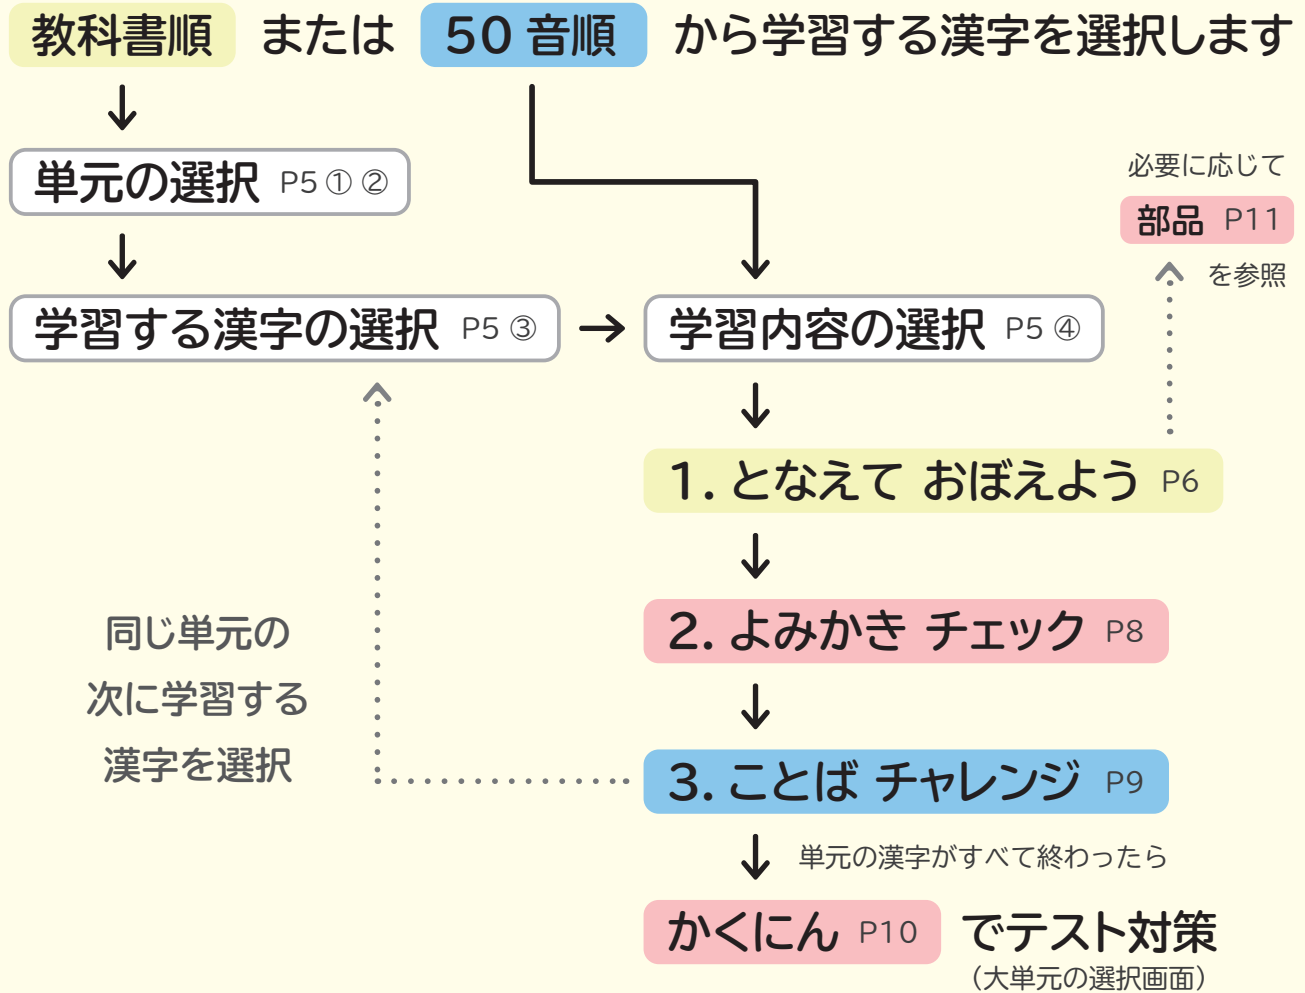 教科書順 または 50音順 から学習する漢字を選択します
単元の選択 P5 ① ②
必要に応じて
部品 P11
を参照
学習する漢字の選択 P5 ③
学習内容の選択 P5 ④
1. となえて おぼえよう P6
2. よみかき チェック P8
同じ単元の
次に学習する
漢字を選択
3. ことば チャレンジ P9
単元の漢字がすべて終わったら
かくにん P10 でテスト対策
（大単元の選択画面）